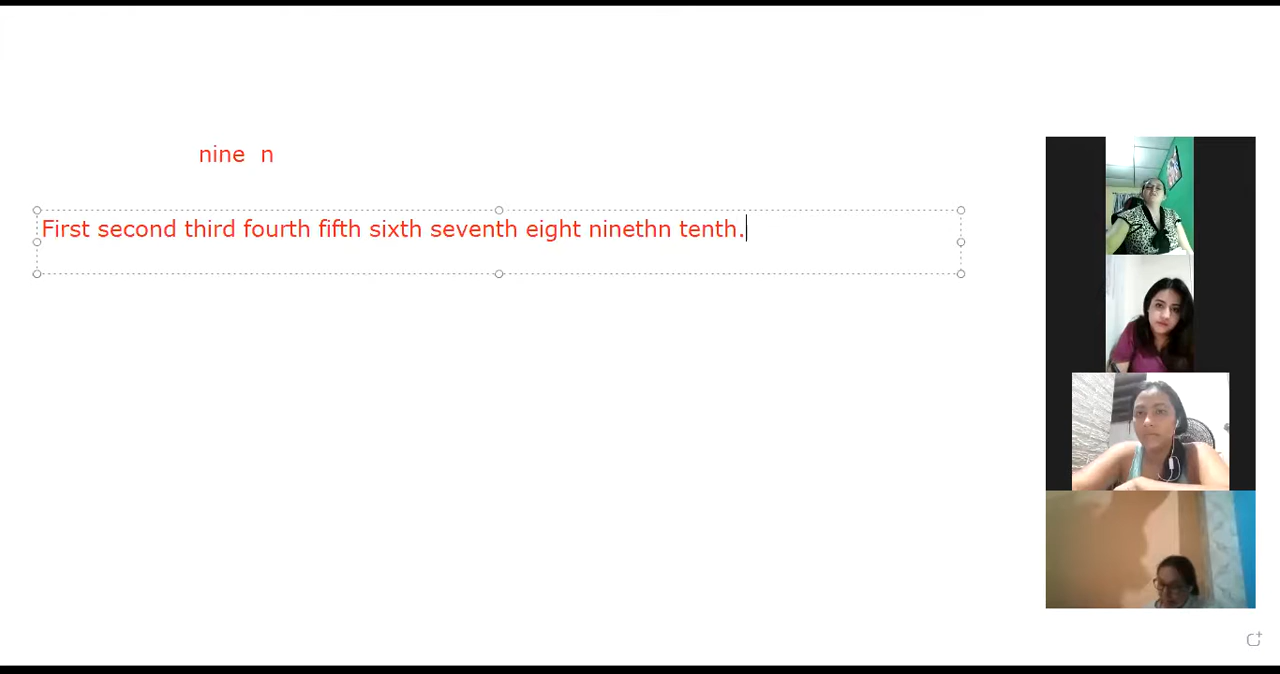 nine n
First second third fourth fifth sixth seventh eight ninethn tenth.